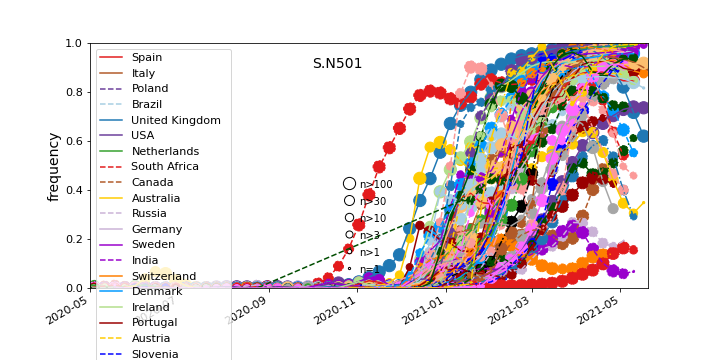 S.N501
frequency
1.0
0.8
0.6
0.4
0.2
0.0
2020-05
2020-07
2020-09
2020-11
2021-01
2021-03
2021-05
Spain
Italy
Poland
Brazil
United Kingdom
USA
Netherlands
South Africa
Canada
Australia
Russia
Germany
Sweden
India
Switzerland
Denmark
Ireland
Portugal
Austria
Slovenia
n>100
n>30
n>10
n>3
n>1
n=1